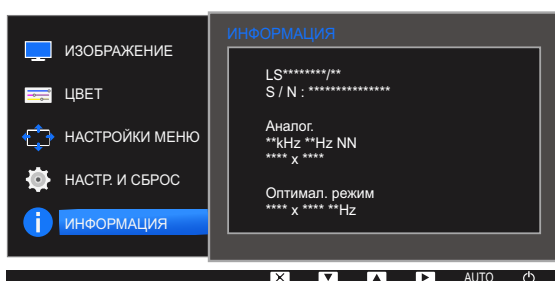 ИЗОБРАЖЕНИЕ
ЦВЕТ
НАСТРОЙКИ МЕНЮ
НАСТР. И СБРОС
ИНФОРМАЦИЯ
ИНФОРМАЦИЯ
LS********/**
S / N : ***************
Аналог.
**kHz **Hz NN
**** x ****
Оптимал. режим
**** x **** **Hz
AUTO